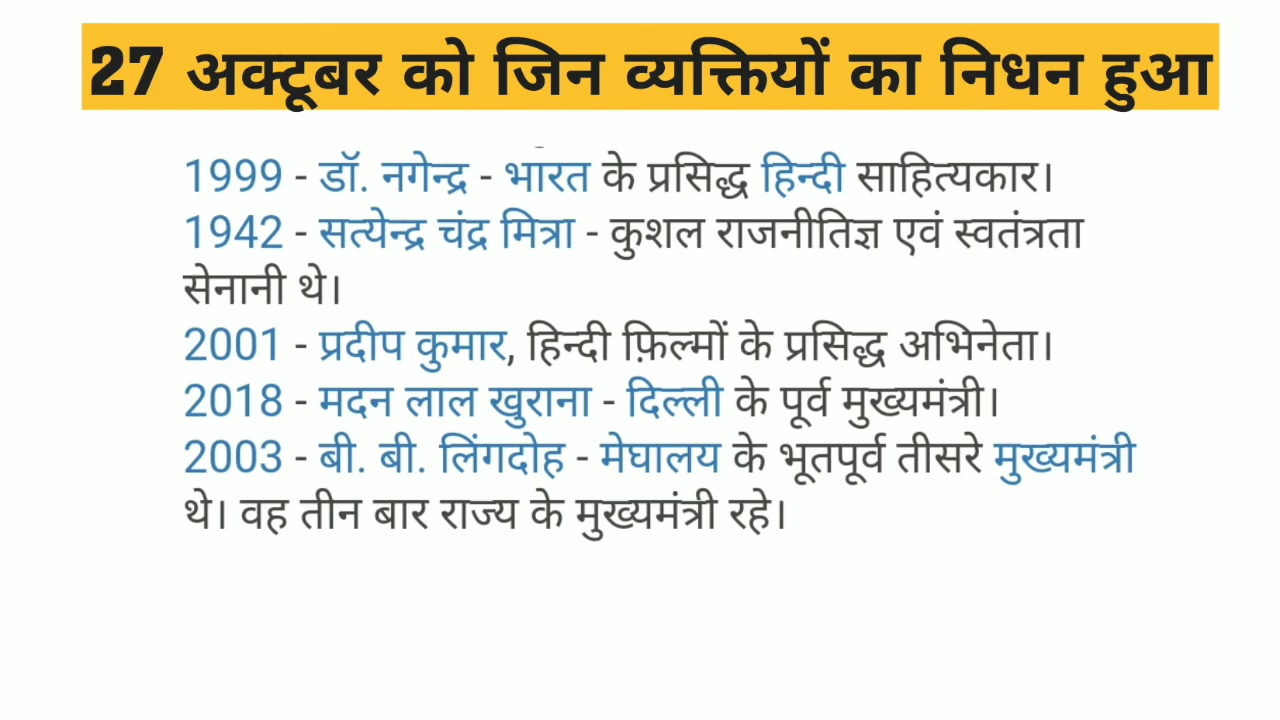 27 अक्टूबर को जिन व्यक्तियों का निधन हुआ
1999 - डॉ. नगेन्द्र - भारत के प्रसिद्ध हिन्दी साहित्यकार।
1942 - सत्येन्द्र चंद्र मित्रा - कुशल राजनीतिज्ञ एवं स्वतंत्रता
सेनानी थे।
2001 - प्रदीप कुमार, हिन्दी फ़िल्मों के प्रसिद्ध अभिनेता।
2018 - मदन लाल खुराना - दिल्ली के पूर्व मुख्यमंत्री।
2003 - बी. बी. लिंगदोह - मेघालय के भूतपूर्व तीसरे मुख्यमंत्री
थे। वह तीन बार राज्य के मुख्यमंत्री रहे।